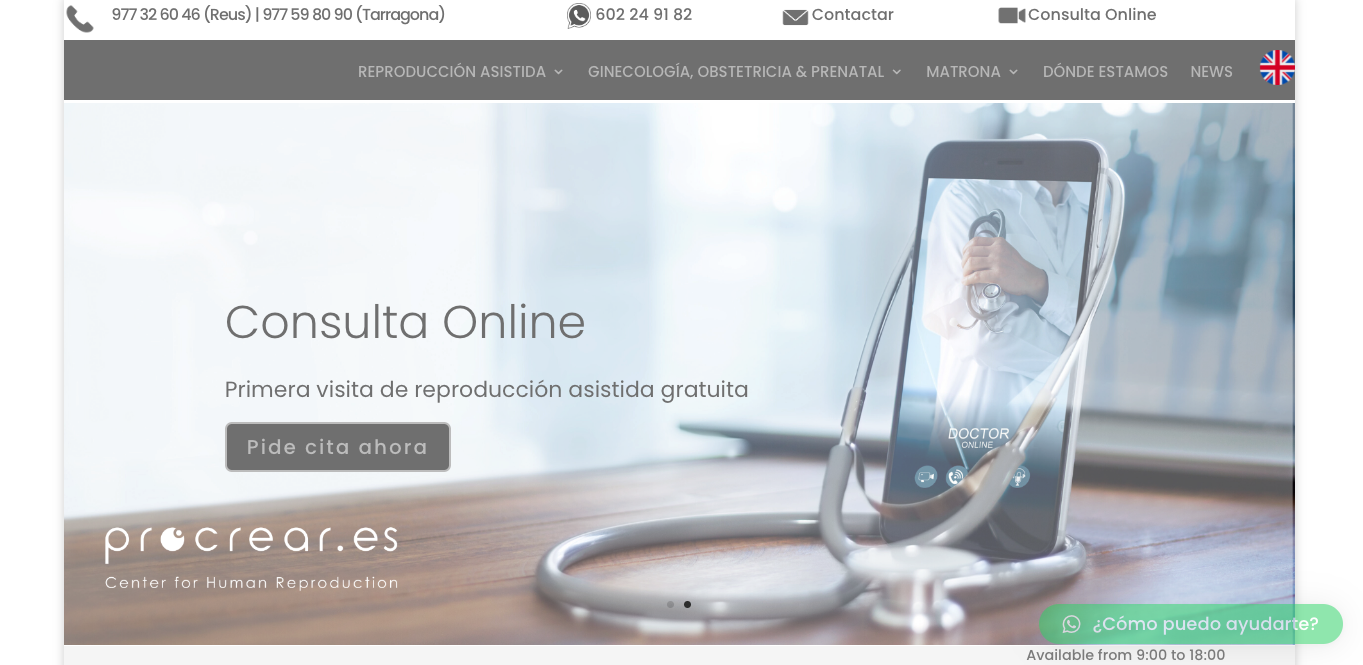 977 32 60 46 (Reus) | 977 59 80 90 (Tarragona) 602 24 91 82 Contactar Consulta Online
REPRODUCCIÓN ASISTIDA GINECOLOGÍA, OBSTETRICIA & PRENATAL MATRONA DÓNDE ESTAMOS NEWS
Consulta Online
Primera visita de reproducción asistida gratuita
Pide cita ahora
DOCTOR
ONLINE
procrear.es
Center for Human Reproduction
¿Cómo puedo ayudarte?
Available from 9:00 to 18:00